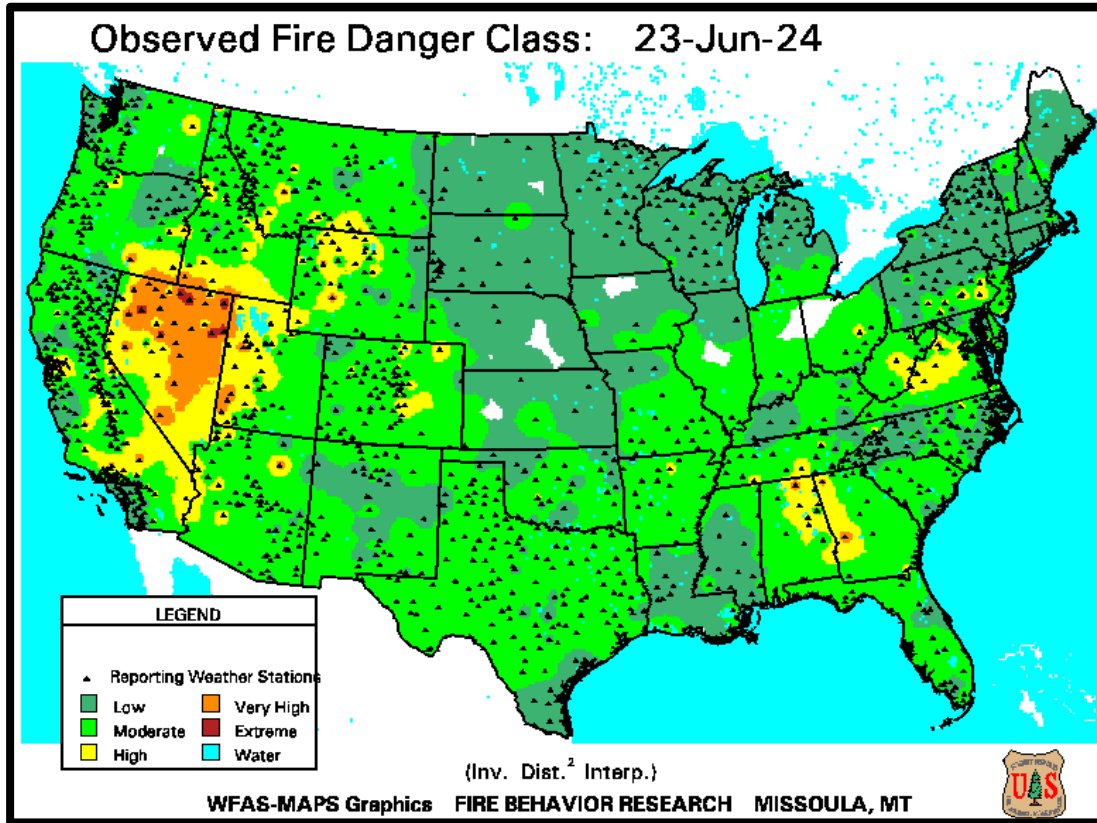 Observed Fire Danger Class: 23-Jun-24
LEGEND
Reporting Weather Stations
Low
Moderate
High
Very High
Extreme
Water
(Inv. Dist.² Interp.)
WFAS-MAPS Graphics FIRE BEHAVIOR RESEARCH MISSOULA, MT
U S